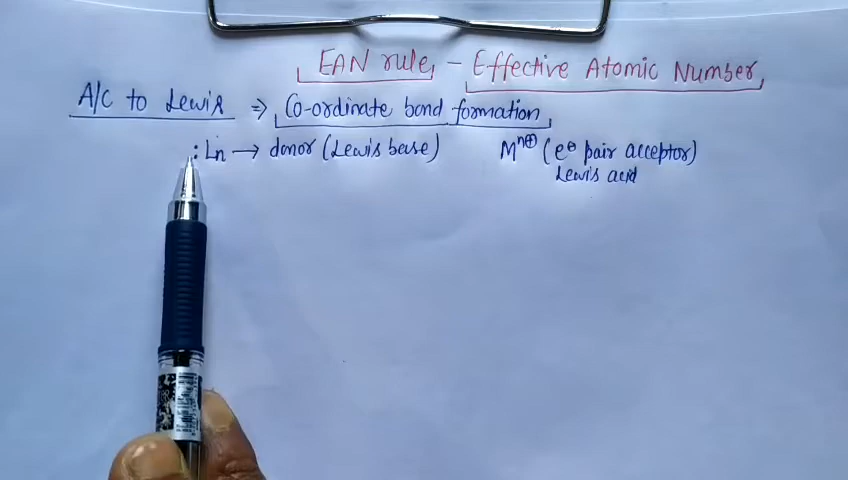 EAN rule - Effective Atomic Number
A/c to Lewis ⇒ Co-ordinate bond formation
:Ln → donor (Lewis base) M^n⊕ (e⊖ pair acceptor)
Lewis acid